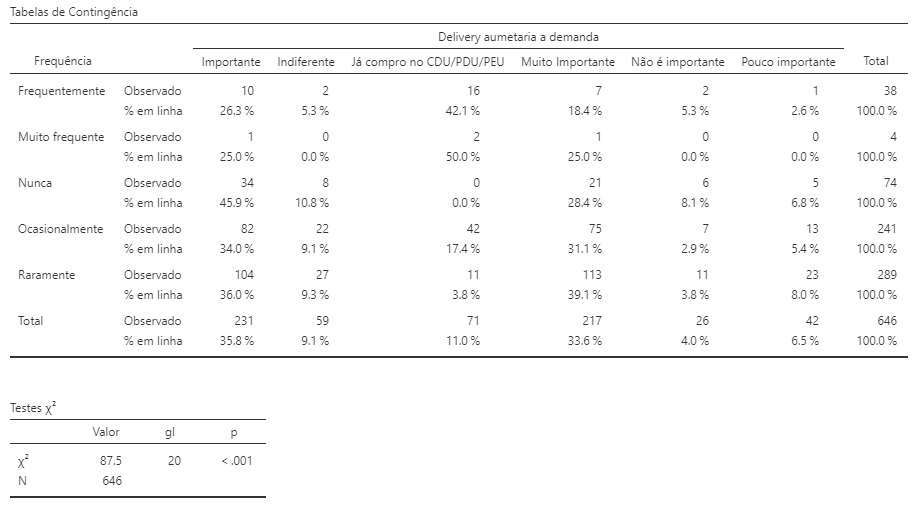 Tabelas de Contingência
Delivery aumetaria a demanda
Frequência Importante Indiferente Já compro no CDU/PDU/PEU Muito Importante Não é importante Pouco importante Total
Frequentemente Observado 10 2 16 7 2 1 38
% em linha 26.3 % 5.3 % 42.1 % 18.4 % 5.3 % 2.6 % 100.0 %
Muito frequente Observado 1 0 2 1 0 0 4
% em linha 25.0 % 0.0 % 50.0 % 25.0 % 0.0 % 0.0 % 100.0 %
Nunca Observado 34 8 0 21 6 5 74
% em linha 45.9 % 10.8 % 0.0 % 28.4 % 8.1 % 6.8 % 100.0 %
Ocasionalmente Observado 82 22 42 75 7 13 241
% em linha 34.0 % 9.1 % 17.4 % 31.1 % 2.9 % 5.4 % 100.0 %
Raramente Observado 104 27 11 113 11 23 289
% em linha 36.0 % 9.3 % 3.8 % 39.1 % 3.8 % 8.0 % 100.0 %
Total Observado 231 59 71 217 26 42 646
% em linha 35.8 % 9.1 % 11.0 % 33.6 % 4.0 % 6.5 % 100.0 %
Testes χ²
Valor gl p
χ² 87.5 20 < .001
N 646